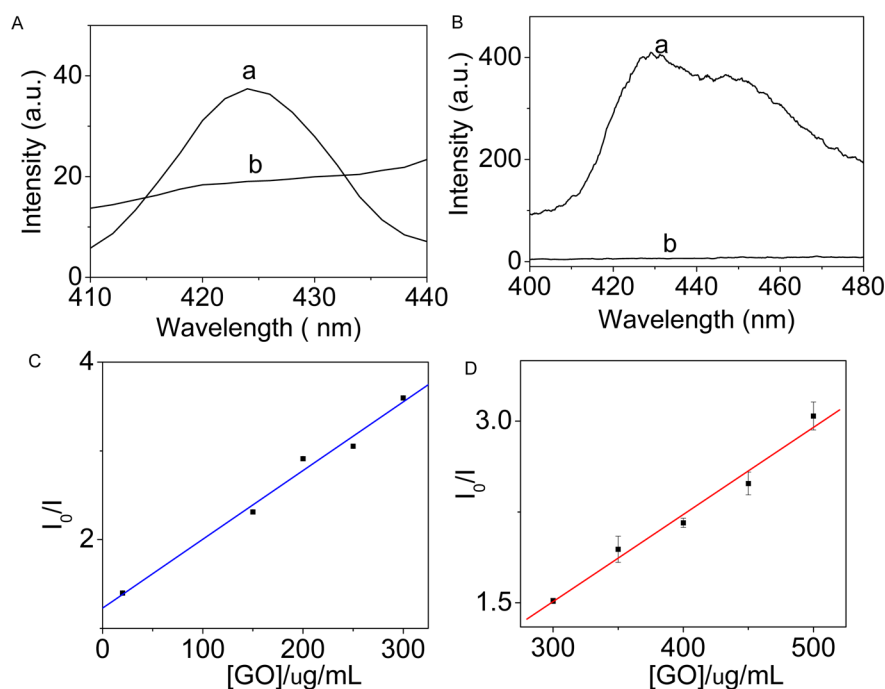 A
Intensity (a.u.)
40
20
0
a
b
410 420 430 440
Wavelength ( nm)
B
Intensity (a.u.)
400
200
0
a
b
400 420 440 460 480
Wavelength (nm)
C
I0/I
4
2
0 100 200 300
[GO]/ug/mL
D
I0/I
3.0
1.5
300 400 500
[GO]/ug/mL